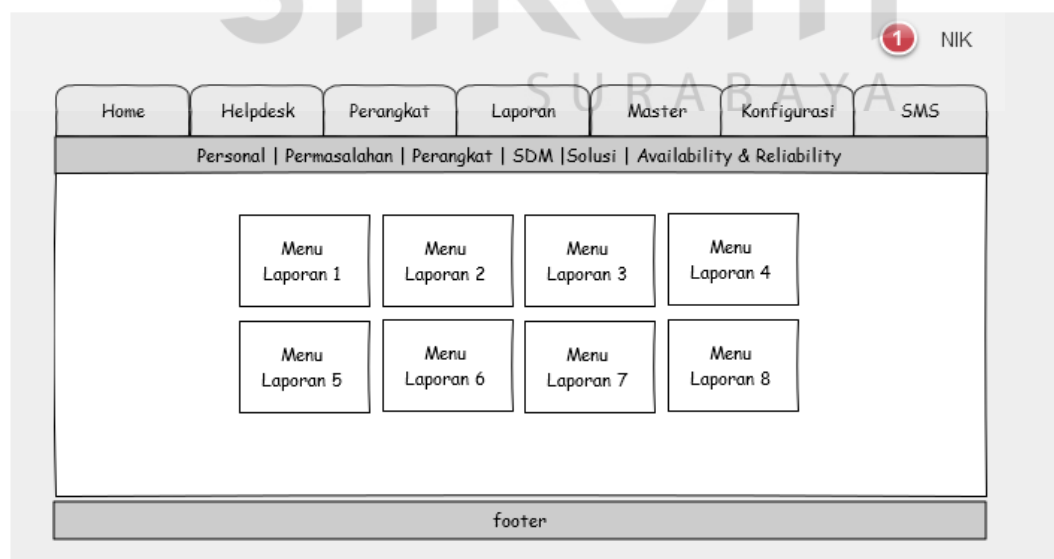 SURABAYA
1 NIK
Home Helpdesk Perangkat Laporan Master Konfigurasi SMS
Personal | Permasalahan | Perangkat | SDM |Solusi | Availability & Reliability
Menu Laporan 1
Menu Laporan 2
Menu Laporan 3
Menu Laporan 4
Menu Laporan 5
Menu Laporan 6
Menu Laporan 7
Menu Laporan 8
footer